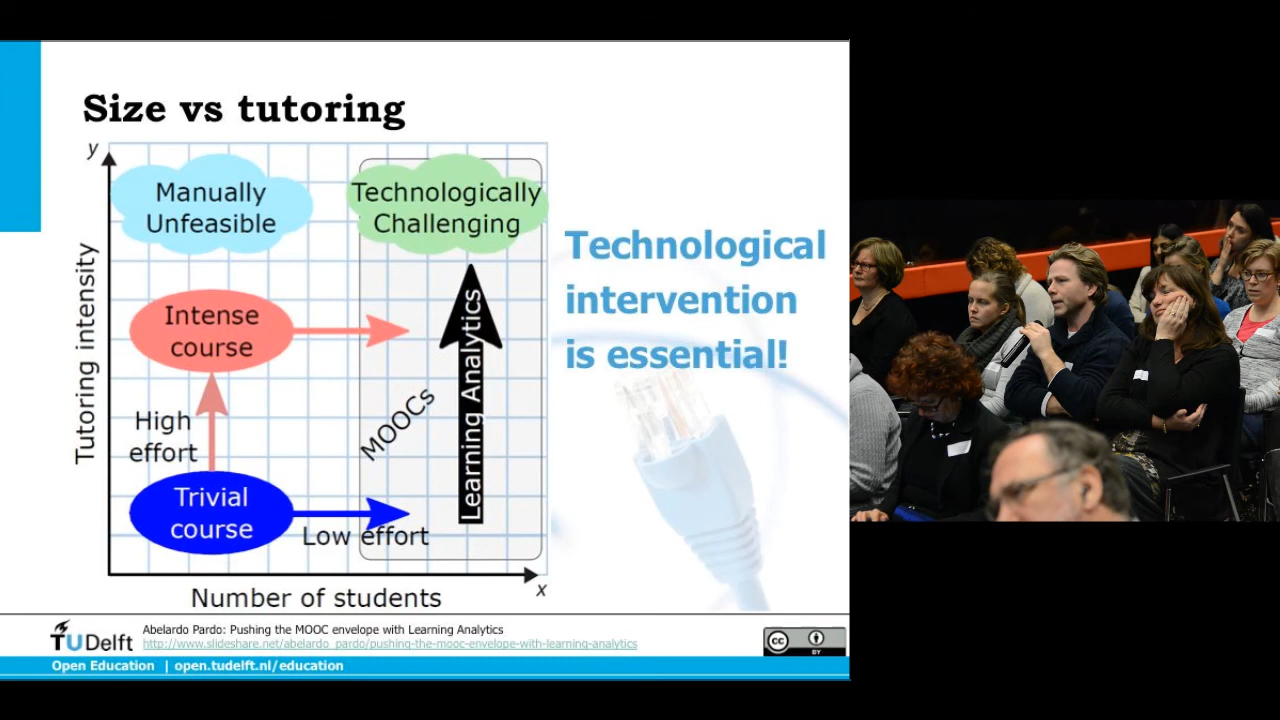 Size vs tutoring
y
Manually
Unfeasible
Technologically
Challenging
Technological
intervention
is essential!
Tutoring intensity
Intense
course
Learning Analytics
MOOCs
High
effort
Trivial
course
Low effort
x
Number of students
TUDelft
Abelardo Pardo: Pushing the MOOC envelope with Learning Analytics
http://www.slideshare.net/abelardo_pardo/pushing-the-mooc-envelope-with-learning-analytics
cc
BY
Open Education | open.tudelft.nl/education